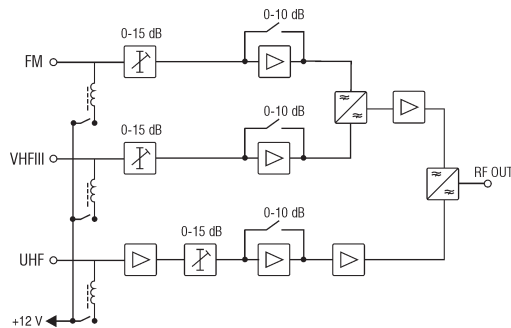 0-10 dB
0-15 dB
FM
0-10 dB
0-15 dB
VHFIII
RF OUT
0-10 dB
0-15 dB
UHF
+12 V